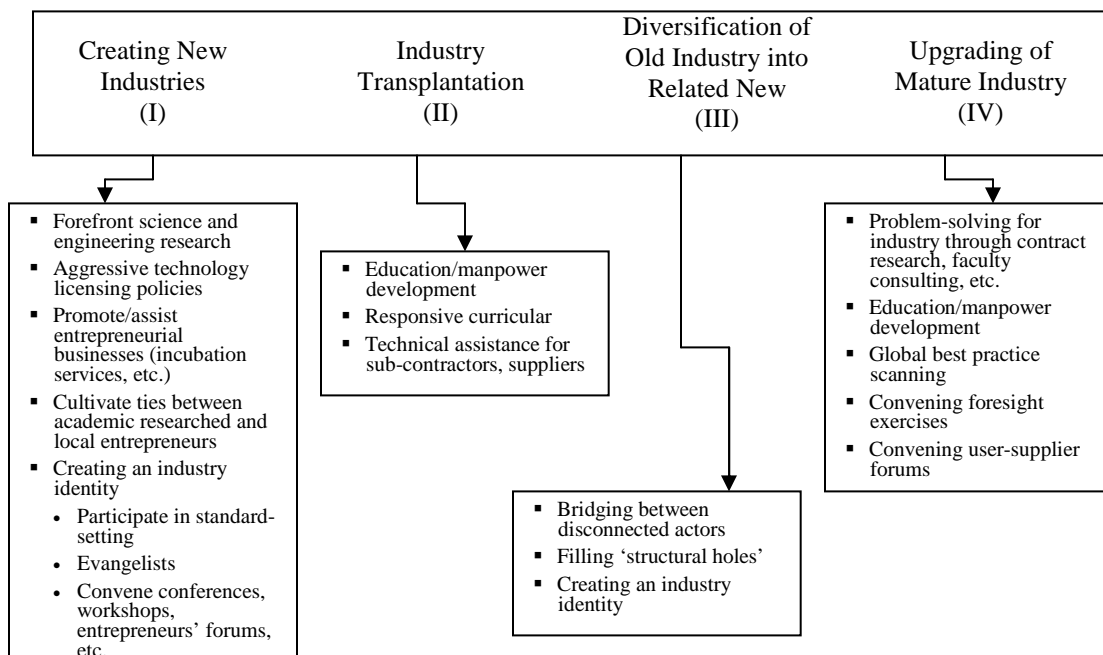 Creating New
Industries
(I)
Industry
Transplantation
(II)
Diversification of
Old Industry into
Related New
(III)
Upgrading of
Mature Industry
(IV)
▪ Forefront science and
engineering research
▪ Aggressive technology
licensing policies
▪ Promote/assist
entrepreneurial
businesses (incubation
services, etc.)
▪ Cultivate ties between
academic researched and
local entrepreneurs
▪ Creating an industry
identity
• Participate in standard-
setting
• Evangelists
• Convene conferences,
workshops,
entrepreneurs’ forums,
etc
▪ Education/manpower
development
▪ Responsive curricular
▪ Technical assistance for
sub-contractors, suppliers
▪ Bridging between
disconnected actors
▪ Filling ‘structural holes’
▪ Creating an industry
identity
▪ Problem-solving for
industry through contract
research, faculty
consulting, etc.
▪ Education/manpower
development
▪ Global best practice
scanning
▪ Convening foresight
exercises
▪ Convening user-supplier
forums